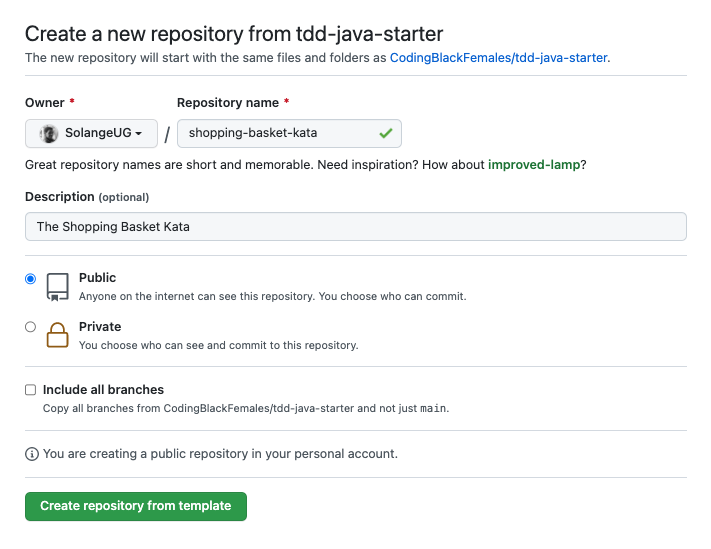 Create a new repository from tdd-java-starter
The new repository will start with the same files and folders as CodingBlackFemales/tdd-java-starter.
Owner * Repository name *
SolangeUG / shopping-basket-kata
Great repository names are short and memorable. Need inspiration? How about improved-lamp?
Description (optional)
The Shopping Basket Kata
Public
Anyone on the internet can see this repository. You choose who can commit.
Private
You choose who can see and commit to this repository.
Include all branches
Copy all branches from CodingBlackFemales/tdd-java-starter and not just main.
You are creating a public repository in your personal account.
Create repository from template